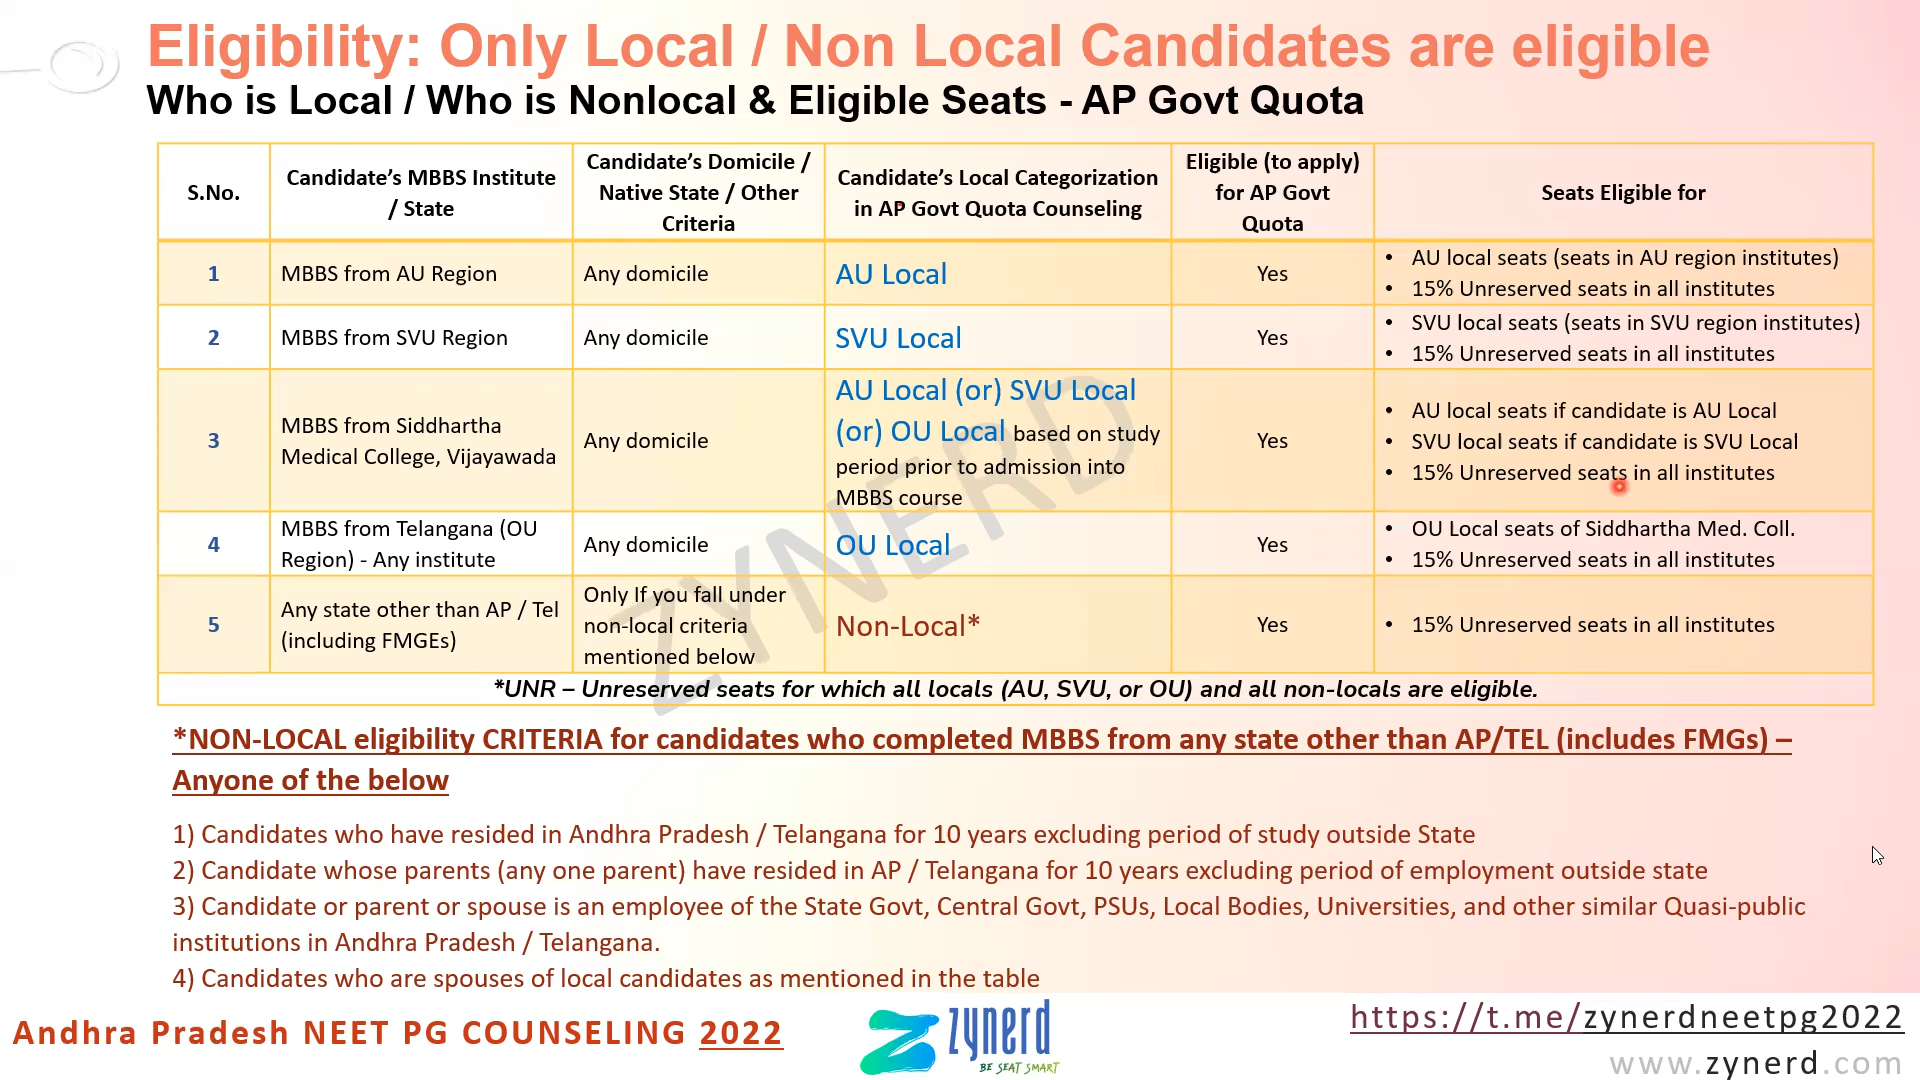 Eligibility: Only Local / Non Local Candidates are eligible
Who is Local / Who is Nonlocal & Eligible Seats - AP Govt Quota
S.No.
Candidate’s MBBS Institute
/ State
Candidate’s Domicile /
Native State / Other
Criteria
Candidate’s Local Categorization
in AP Govt Quota Counseling
Eligible (to apply)
for AP Govt
Quota
Seats Eligible for
1
MBBS from AU Region
Any domicile
AU Local
Yes
• AU local seats (seats in AU region institutes)
• 15% Unreserved seats in all institutes
2
MBBS from SVU Region
Any domicile
SVU Local
Yes
• SVU local seats (seats in SVU region institutes)
• 15% Unreserved seats in all institutes
3
MBBS from Siddhartha
Medical College, Vijayawada
Any domicile
AU Local (or) SVU Local
(or) OU Local based on study
period prior to admission into
MBBS course
Yes
• AU local seats if candidate is AU Local
• SVU local seats if candidate is SVU Local
• 15% Unreserved seats in all institutes
4
MBBS from Telangana (OU
Region) - Any institute
Any domicile
OU Local
Yes
• OU Local seats of Siddhartha Med. Coll.
• 15% Unreserved seats in all institutes
5
Any state other than AP / Tel
(including FMGEs)
Only If you fall under
non-local criteria
mentioned below
Non-Local*
Yes
• 15% Unreserved seats in all institutes
*UNR – Unreserved seats for which all locals (AU, SVU, or OU) and all non-locals are eligible.
ZYNERD
*NON-LOCAL eligibility CRITERIA for candidates who completed MBBS from any state other than AP/TEL (includes FMGs) –
Anyone of the below
1) Candidates who have resided in Andhra Pradesh / Telangana for 10 years excluding period of study outside State
2) Candidate whose parents (any one parent) have resided in AP / Telangana for 10 years excluding period of employment outside state
3) Candidate or parent or spouse is an employee of the State Govt, Central Govt, PSUs, Local Bodies, Universities, and other similar Quasi-public
institutions in Andhra Pradesh / Telangana.
4) Candidates who are spouses of local candidates as mentioned in the table
Andhra Pradesh NEET PG COUNSELING 2022
zynerd
BE SEAT SMART
https://t.me/zynerdneetpg2022
www.zynerd.com